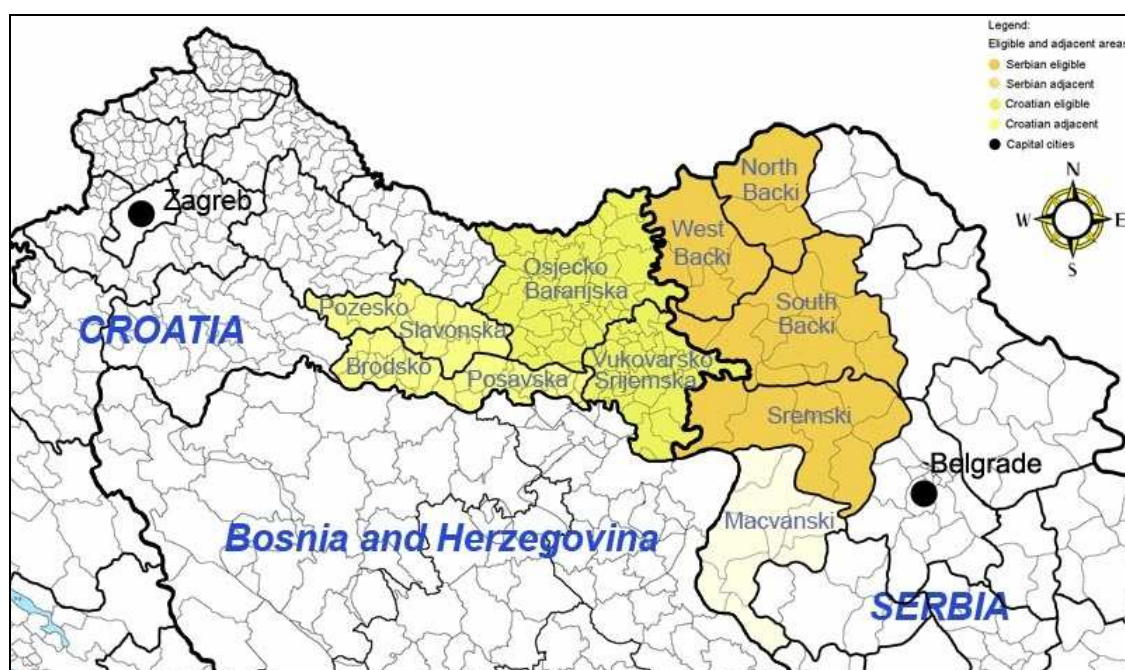 Legend:
Eligible and adjacent areas
Serbian eligible
Serbian adjacent
Croatian eligible
Croatian adjacent
Capital cities
N
W
E
S
Zagreb
North
Backi
West
Backi
Osjecko
Baranjska
South
Backi
Pozesko
Slavonska
CROATIA
Brodsko
Posavska
Vukovarsko
Srijemska
Sremski
Belgrade
Macvanski
Bosnia and Herzegovina
SERBIA